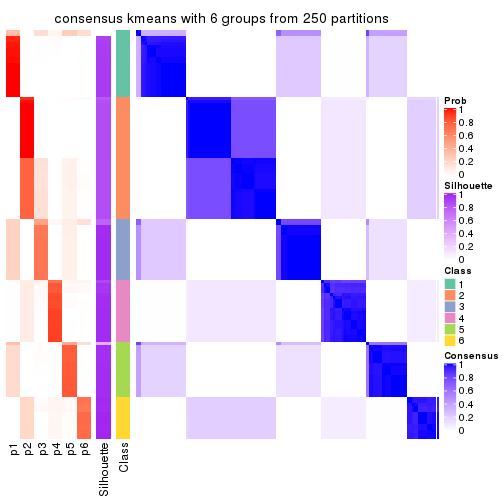 consensus kmeans with 6 groups from 250 partitions
Prob
1
0.8
0.6
0.4
0.2
0
Silhouette
1
0.8
0.6
0.4
0.2
0
Class
1
2
3
4
5
6
Consensus
1
0.8
0.6
0.4
0.2
0
p1
p2
p3
p4
p5
p6
Silhouette
Class